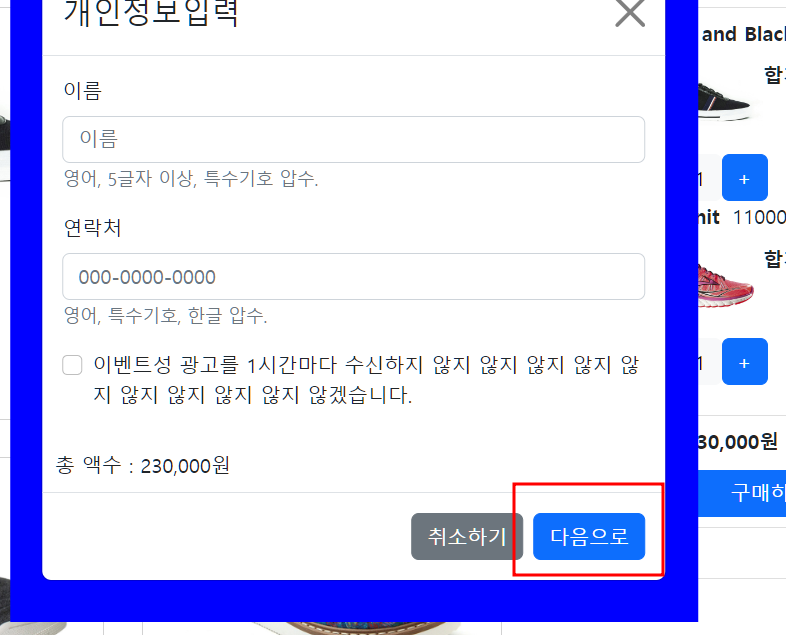 개인정보입력
이름
이름
영어, 5글자 이상, 특수기호 압수.
연락처
000-0000-0000
영어, 특수기호, 한글 압수.
이벤트성 광고를 1시간마다 수신하지 않지 않지 않지 않지 않
지 않지 않지 않지 않지 않겠습니다.
총 액수 : 230,000원
취소하기
다음으로
and Black
합
1
+
nit 11000
합
1
+
30,000원
구매하